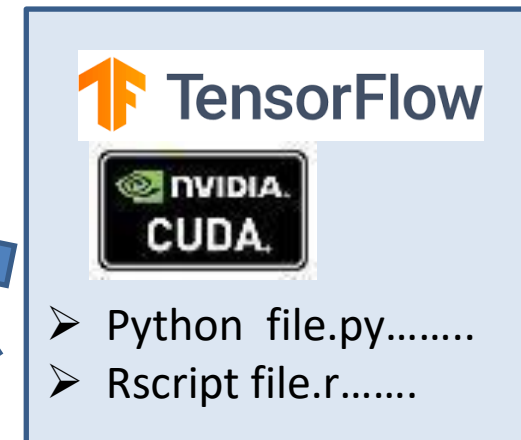 TensorFlow
NVIDIA.
CUDA.
➢ Python file.py........
➢ Rscript file.r.......